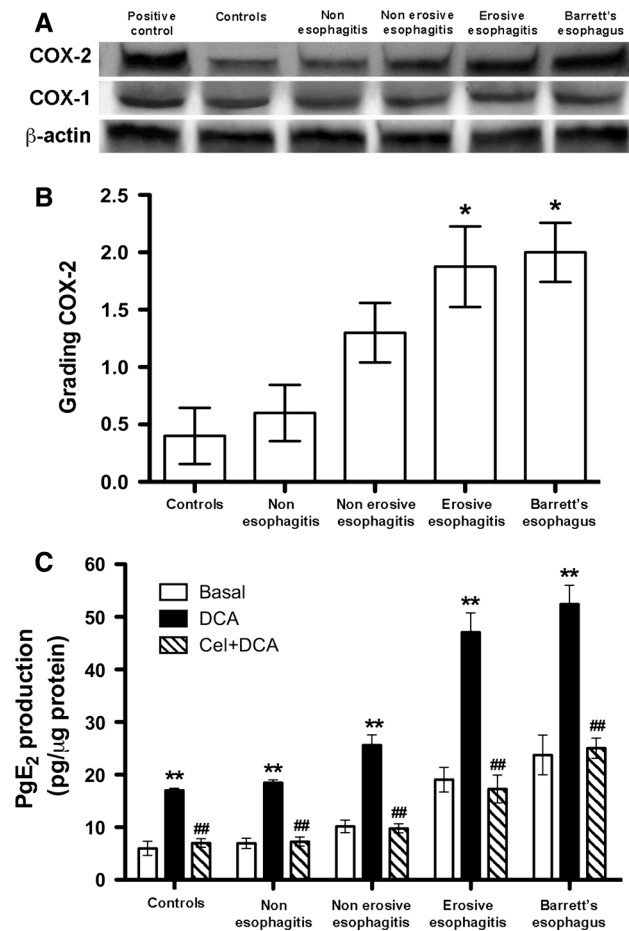 A
Positive control
Controls
Non esophagitis
Non erosive esophagitis
Erosive esophagitis
Barrett's esophagus
COX-2
COX-1
β-actin
B
Grading COX-2
2.5
2.0
1.5
1.0
0.5
0.0
*
*
Controls
Non esophagitis
Non erosive esophagitis
Erosive esophagitis
Barrett's esophagus
C
PgE₂ production
(pg/μg protein)
60
50
40
30
20
10
0
Basal
DCA
Cel+DCA
**
##
**
##
**
##
**
##
**
##
Controls
Non esophagitis
Non erosive esophagitis
Erosive esophagitis
Barrett's esophagus